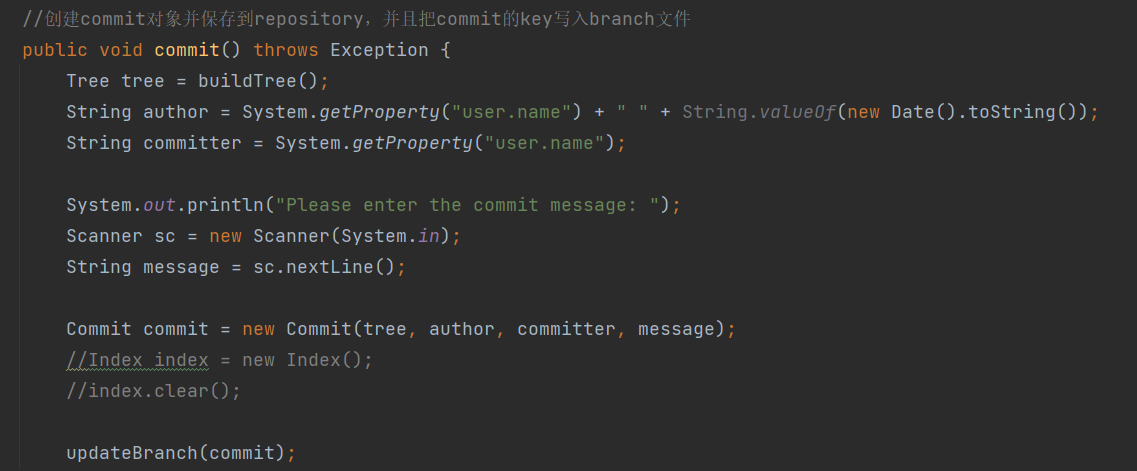 //创建commit对象并保存到repository，并且把commit的key写入branch文件
public void commit() throws Exception {
    Tree tree = buildTree();
    String author = System.getProperty("user.name") + " " + String.valueOf(new Date().toString());
    String committer = System.getProperty("user.name");

    System.out.println("Please enter the commit message: ");
    Scanner sc = new Scanner(System.in);
    String message = sc.nextLine();

    Commit commit = new Commit(tree, author, committer, message);
    //Index index = new Index();
    //index.clear();

    updateBranch(commit);